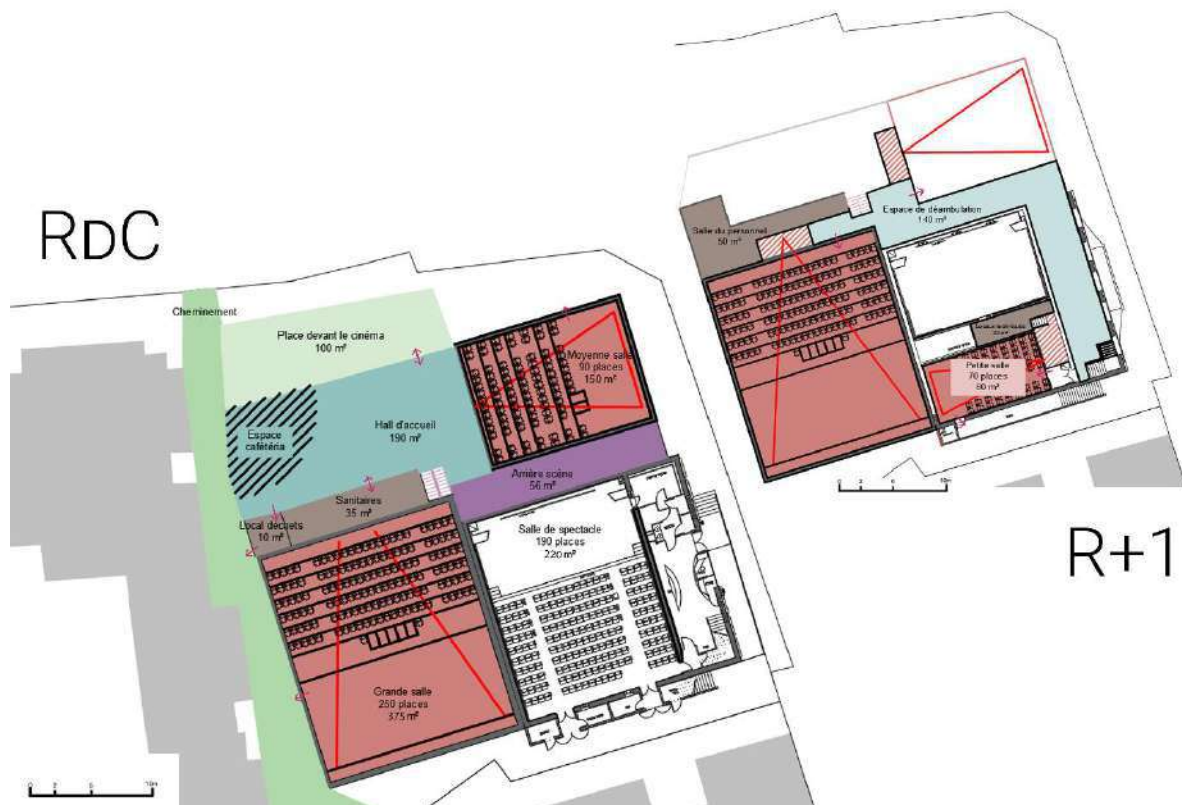 RDC
Cheminement
Place devant le cinéma
100 m²
Espace
cafétéria
Hall d'accueil
190 m²
Moyenne salle
90 places
150 m²
Arrière scène
56 m²
Sanitaires
35 m²
Local déchets
10 m²
Salle de spectacle
190 places
220 m²
Grande salle
250 places
375 m²
Salle du personnel
50 m²
Espace de déambulation
140 m²
Petite salle
70 places
80 m²
R+1